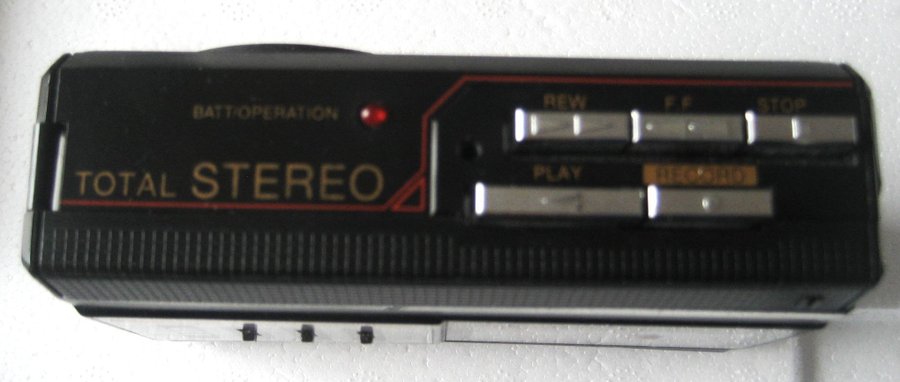 BATT/OPERATION
TOTAL STEREO
REW F.F STOP
PLAY RECORD